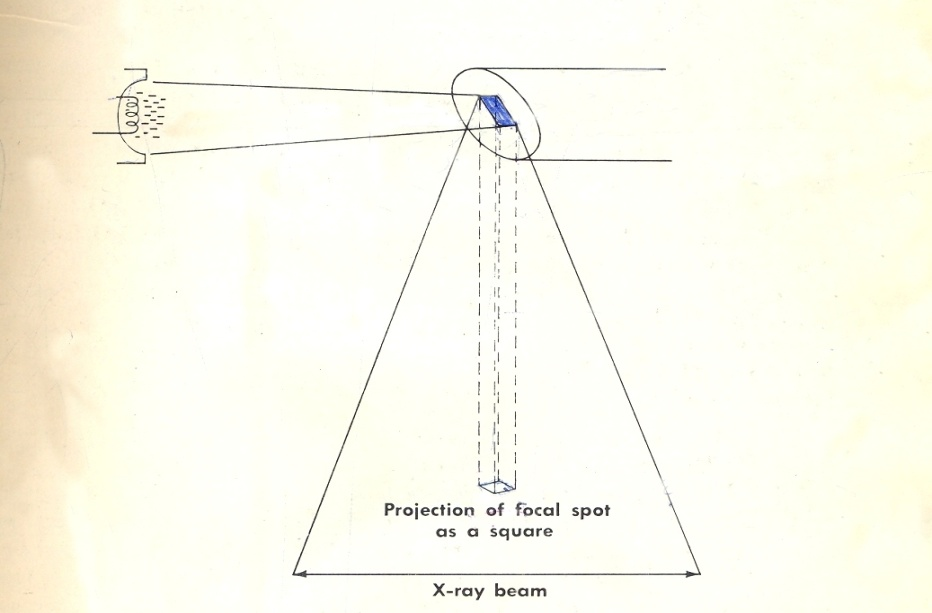 Projection of focal spot
as a square
X-ray beam